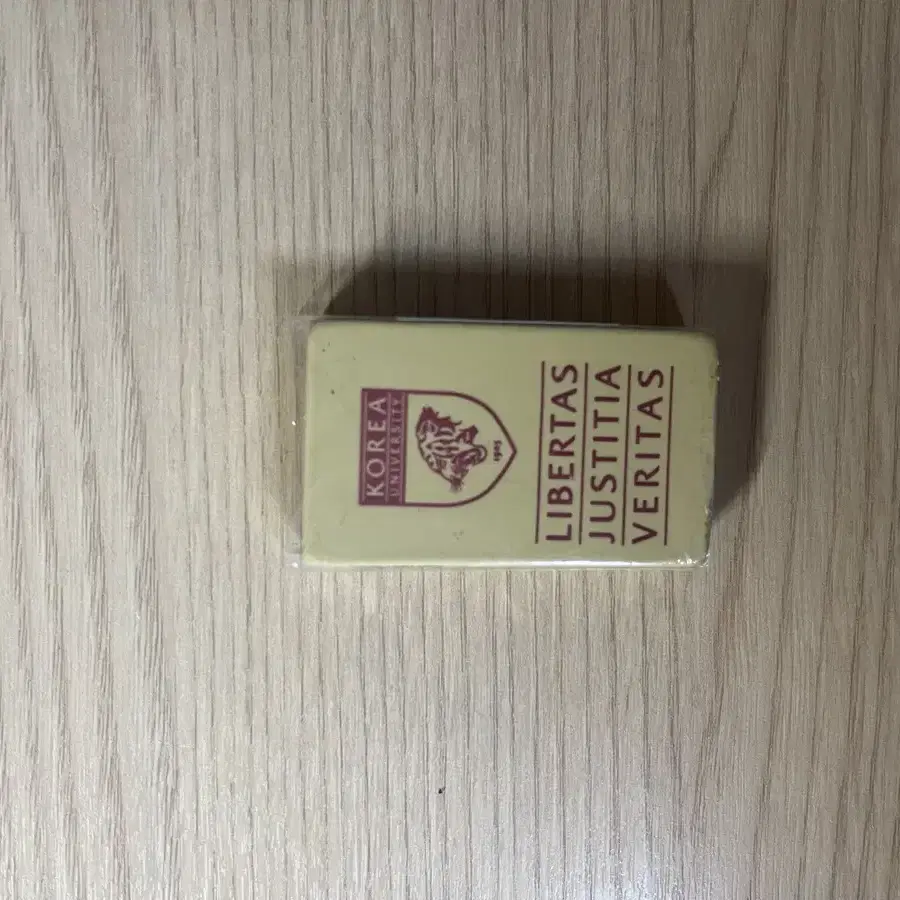 KOREA
UNIVERSITY
1905
LIBERTAS
JUSTITIA
VERITAS